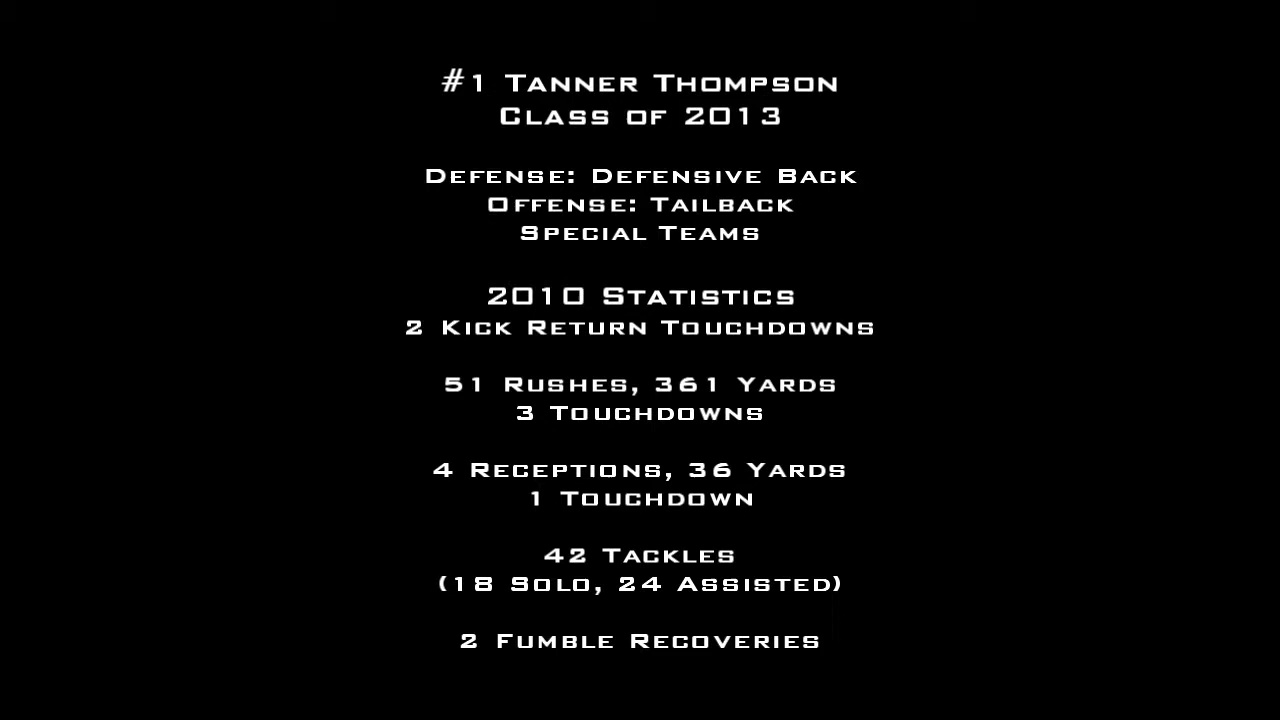 #1 Tanner Thompson
Class of 2013
Defense: Defensive Back
Offense: Tailback
Special Teams
2010 Statistics
2 Kick Return Touchdowns
51 Rushes, 361 Yards
3 Touchdowns
4 Receptions, 36 Yards
1 Touchdown
42 Tackles
(18 Solo, 24 Assisted)
2 Fumble Recoveries